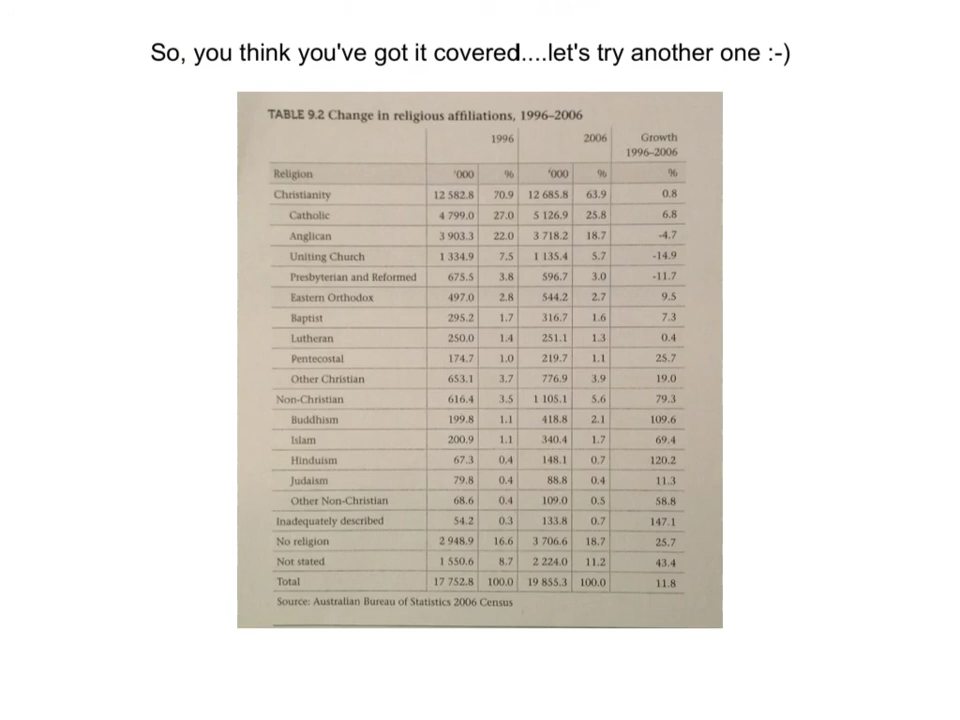 So, you think you've got it covered....let's try another one :-)
TABLE 9.2 Change in religious affiliations, 1996–2006
1996 2006 Growth
1996–2006
Religion '000 % '000 % %
Christianity 12 582.8 70.9 12 685.8 63.9 0.8
Catholic 4 799.0 27.0 5 126.9 25.8 6.8
Anglican 3 903.3 22.0 3 718.2 18.7 -4.7
Uniting Church 1 334.9 7.5 1 135.4 5.7 -14.9
Presbyterian and Reformed 675.5 3.8 596.7 3.0 -11.7
Eastern Orthodox 497.0 2.8 544.2 2.7 9.5
Baptist 295.2 1.7 316.7 1.6 7.3
Lutheran 250.0 1.4 251.1 1.3 0.4
Pentecostal 174.7 1.0 219.7 1.1 25.7
Other Christian 653.1 3.7 776.9 3.9 19.0
Non-Christian 616.4 3.5 1 105.1 5.6 79.3
Buddhism 199.8 1.1 418.8 2.1 109.6
Islam 200.9 1.1 340.4 1.7 69.4
Hinduism 67.3 0.4 148.1 0.7 120.2
Judaism 79.8 0.4 88.8 0.4 11.3
Other Non-Christian 68.6 0.4 109.0 0.5 58.8
Inadequately described 54.2 0.3 133.8 0.7 147.1
No religion 2 948.9 16.6 3 706.6 18.7 25.7
Not stated 1 550.6 8.7 2 224.0 11.2 43.4
Total 17 752.8 100.0 19 855.3 100.0 11.8
Source: Australian Bureau of Statistics 2006 Census